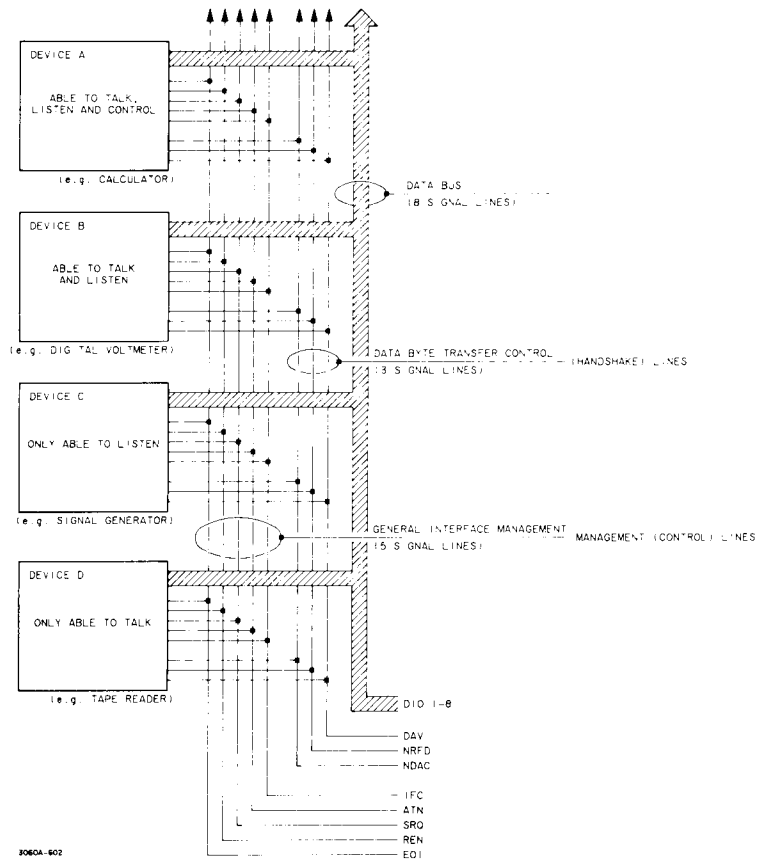 DEVICE A
ABLE TO TALK,
LISTEN AND CONTROL
(e.g. CALCULATOR)
DATA BUS
(8 SIGNAL LINES)
DEVICE B
ABLE TO TALK
AND LISTEN
(e.g. DIGITAL VOLTMETER)
DATA BYTE TRANSFER CONTROL
(3 SIGNAL LINES)
(HANDSHAKE) LINES
DEVICE C
ONLY ABLE TO LISTEN
(e.g. SIGNAL GENERATOR)
GENERAL INTERFACE MANAGEMENT
(5 SIGNAL LINES)
MANAGEMENT (CONTROL) LINES
DEVICE D
ONLY ABLE TO TALK
(e.g. TAPE READER)
DIO 1-8
DAV
NRFD
NDAC
IFC
ATN
SRQ
REN
EOI
3060A-602